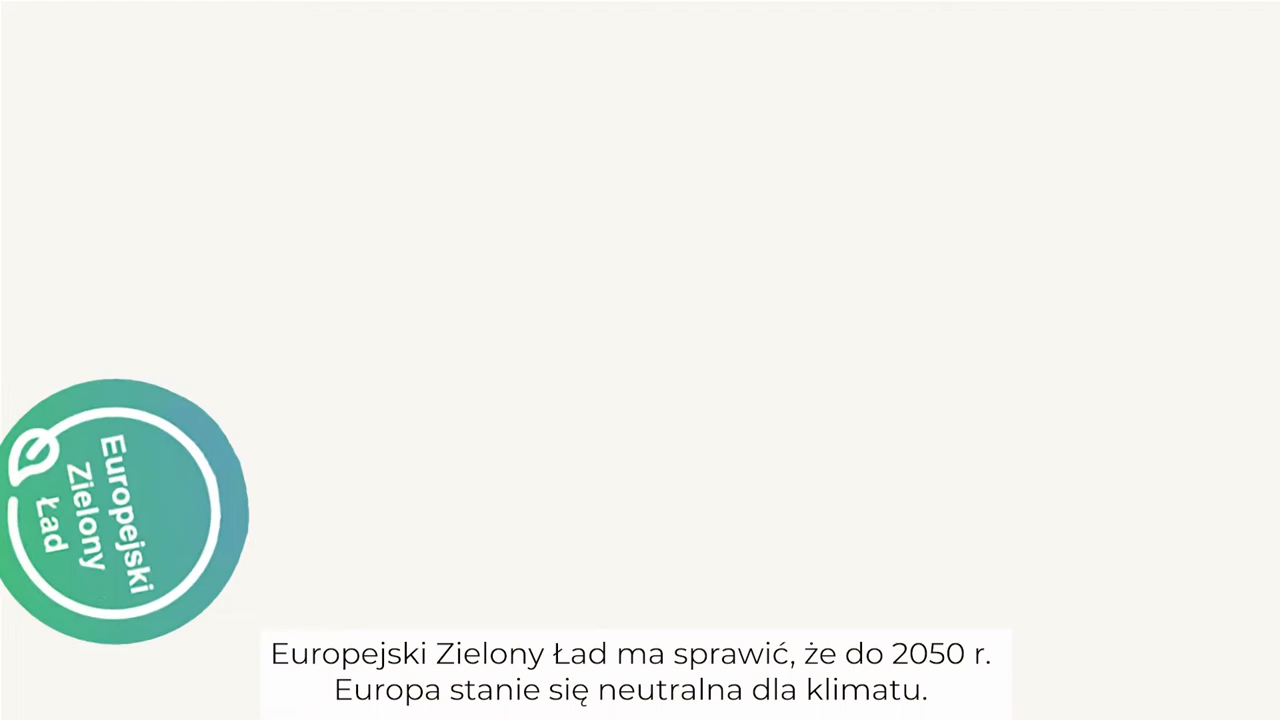 Europejski
Zielony
Ład
Europejski Zielony Ład ma sprawić, że do 2050 r.
Europa stanie się neutralna dla klimatu.